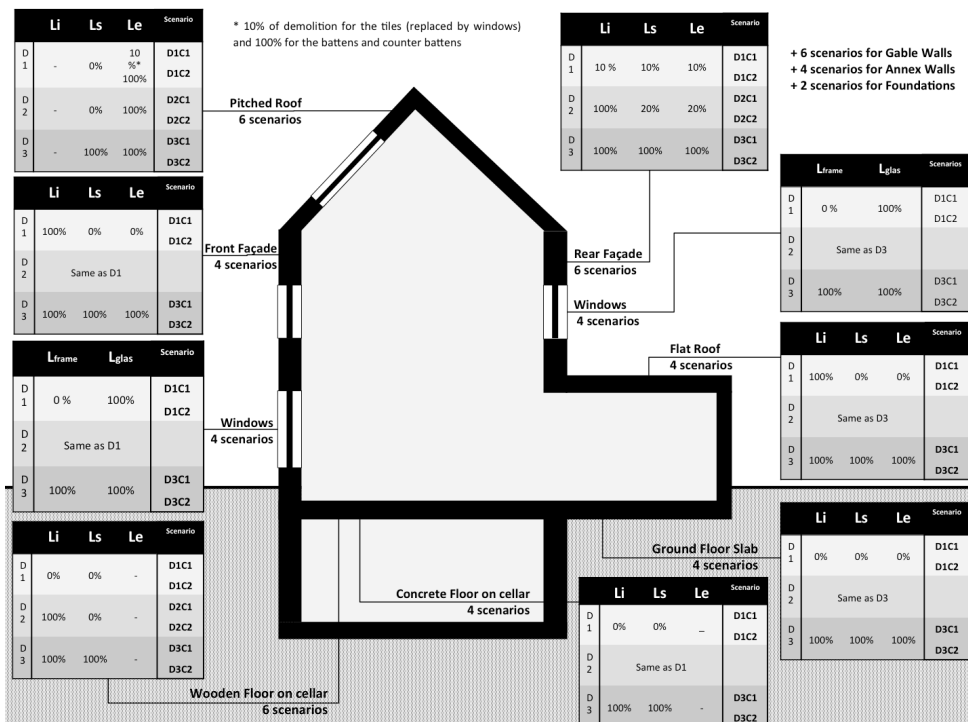 Li Ls Le Scenario
D1 - 0% 10 %* 100% D1C1 D1C2
D2 - 0% 100% D2C1 D2C2
D3 - 100% 100% D3C1 D3C2
* 10% of demolition for the tiles (replaced by windows)
and 100% for the battens and counter battens
Li Ls Le Scenario
D1 10 % 10% 10% D1C1 D1C2
D2 100% 20% 20% D2C1 D2C2
D3 100% 100% 100% D3C1 D3C2
+ 6 scenarios for Gable Walls
+ 4 scenarios for Annex Walls
+ 2 scenarios for Foundations
Pitched Roof
6 scenarios
Li Ls Le Scenario
D1 100% 0% 0% D1C1 D1C2
D2 Same as D1
D3 100% 100% 100% D3C1 D3C2
Front Façade
4 scenarios
Rear Façade
6 scenarios
Windows
4 scenarios
Lframe Lglas Scenarios
D1 0 % 100% D1C1 D1C2
D2 Same as D3
D3 100% 100% D3C1 D3C2
Flat Roof
4 scenarios
Li Ls Le Scenario
D1 100% 0% 0% D1C1 D1C2
D2 Same as D3
D3 100% 100% 100% D3C1 D3C2
Lframe Lglas Scenario
D1 0 % 100% D1C1 D1C2
D2 Same as D1
D3 100% 100% D3C1 D3C2
Windows
4 scenarios
Li Ls Le Scenario
D1 0% 0% - D1C1 D1C2
D2 100% 0% - D2C1 D2C2
D3 100% 100% - D3C1 D3C2
Wooden Floor on cellar
6 scenarios
Concrete Floor on cellar
4 scenarios
Li Ls Le Scenario
D1 0% 0% _ D1C1 D1C2
D2 Same as D1
D3 100% 100% - D3C1 D3C2
Ground Floor Slab
4 scenarios
Li Ls Le Scenario
D1 0% 0% 0% D1C1 D1C2
D2 Same as D3
D3 100% 100% 100% D3C1 D3C2